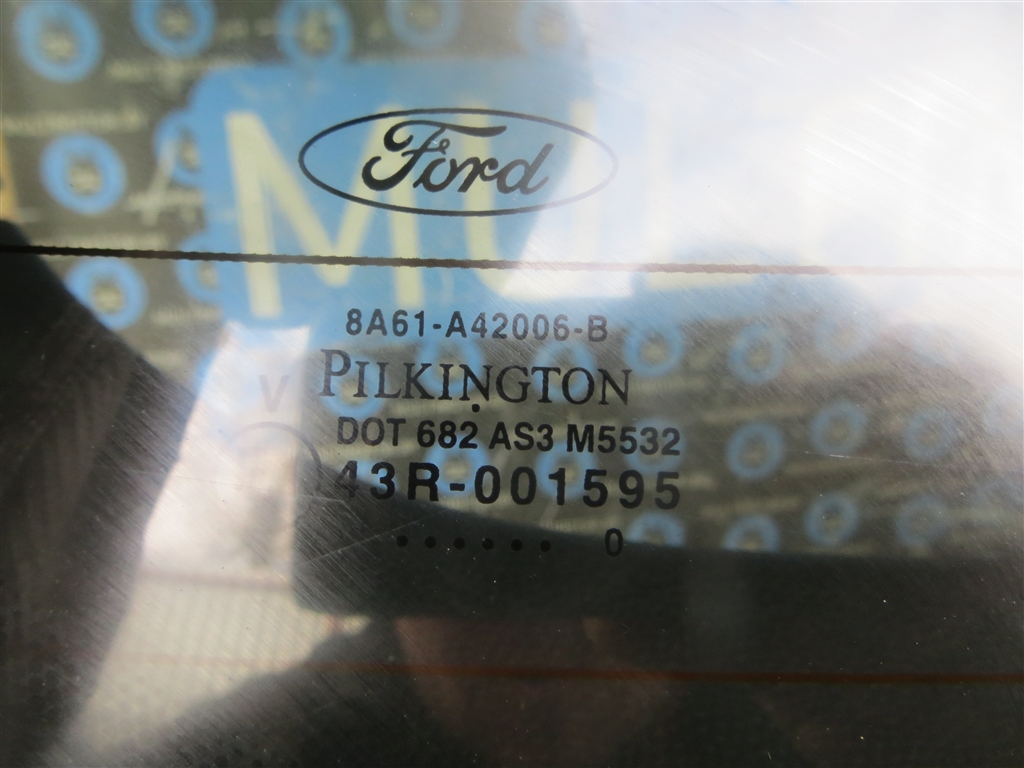 Ford
8A61-A42006-B
PILKINGTON
V
DOT 682 AS3 M5532
43R-001595
. . . . . . 0